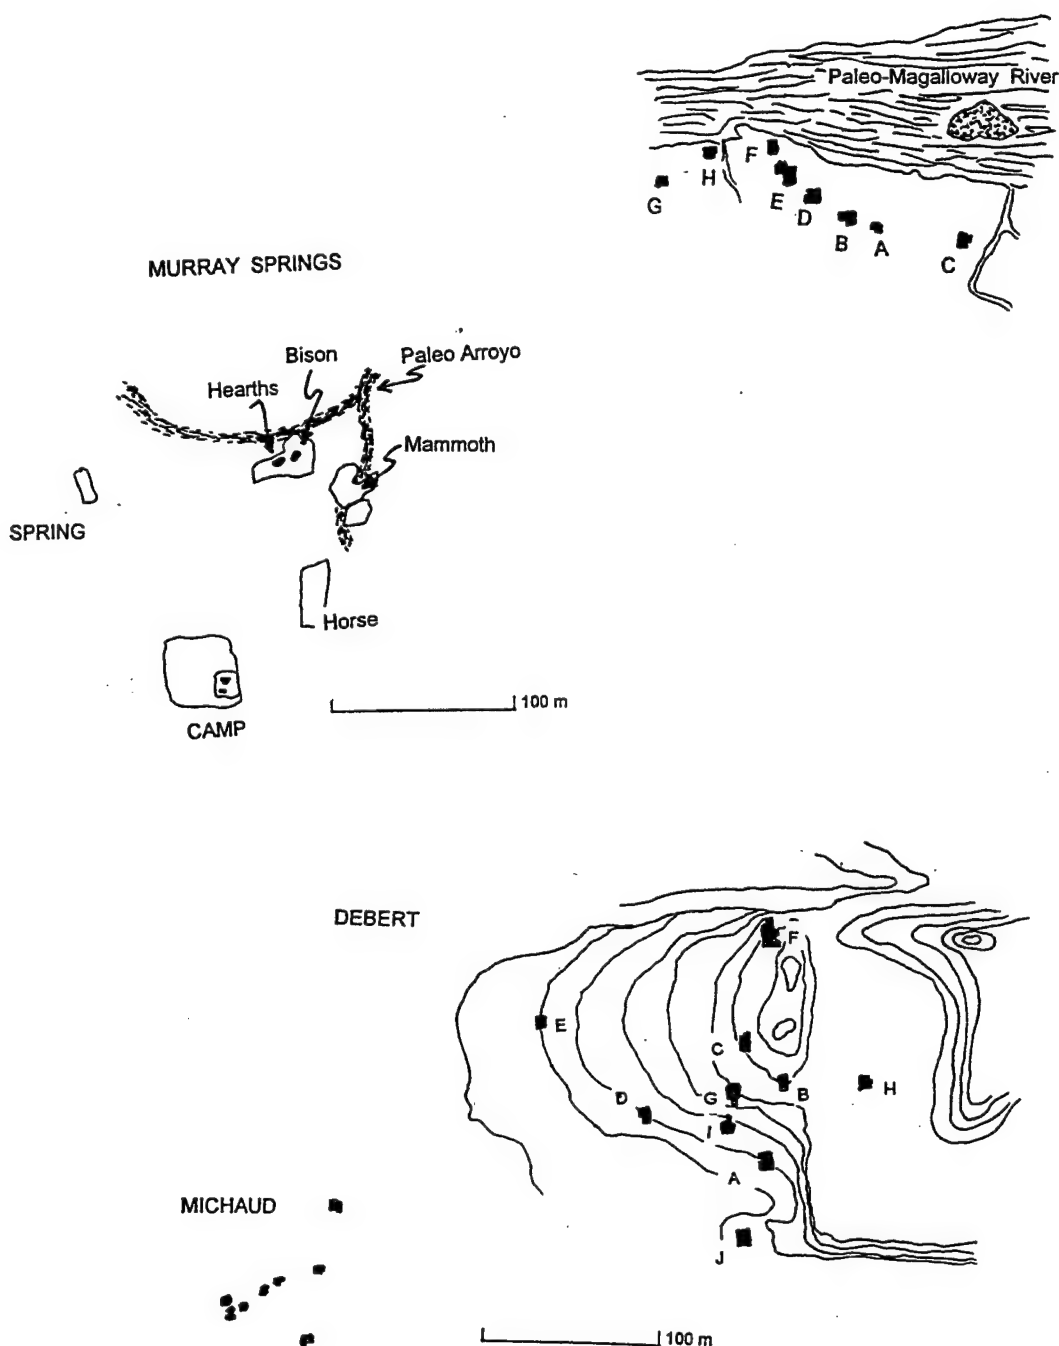 Paleo-Magalloway River
F
H
G
E
D
B
A
C
MURRAY SPRINGS
Bison
Paleo Arroyo
Hearths
Mammoth
SPRING
Horse
100 m
CAMP
DEBERT
F
E
C
B
H
G
D
I
A
MICHAUD
J
100 m